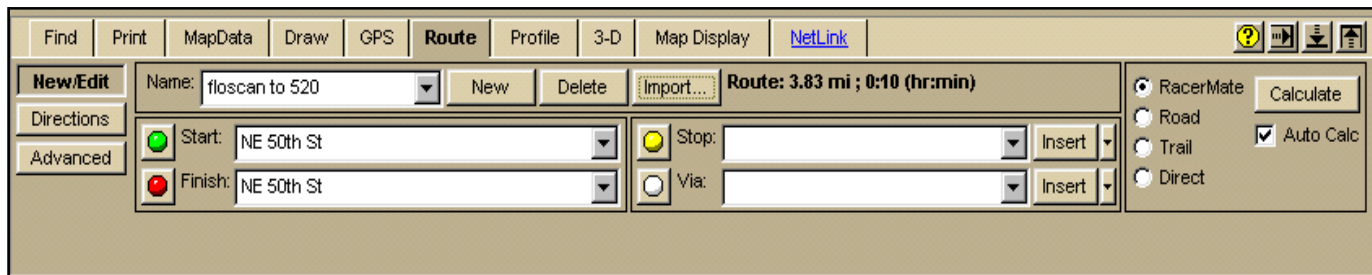 Find Print MapData Draw GPS Route Profile 3-D Map Display NetLink ?
New/Edit Name: floscan to 520 New Delete Import... Route: 3.83 mi ; 0:10 (hr:min) RacerMate Calculate
Directions Start: NE 50th St Stop: Insert Road Auto Calc
Advanced Finish: NE 50th St Via: Insert Trail
Direct